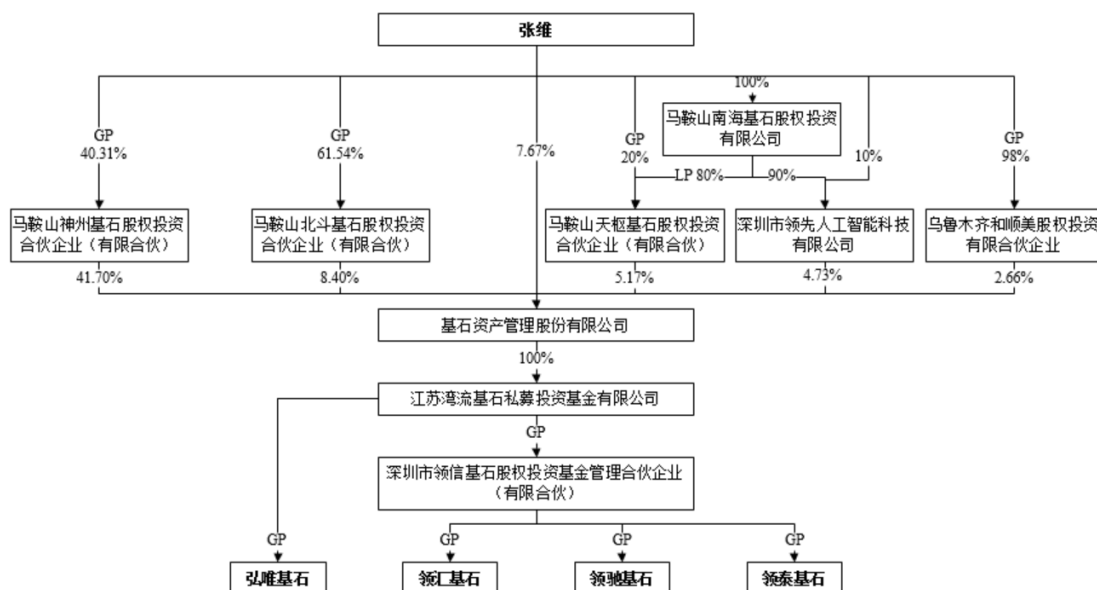 张维
100%
马鞍山南海基石股权投资
有限公司
GP
40.31%
GP
61.54%
7.67%
GP
20%
10%
GP
98%
LP 80%
90%
马鞍山神州基石股权投资
合伙企业（有限合伙）
马鞍山北斗基石股权投资
合伙企业（有限合伙）
马鞍山天枢基石股权投资
合伙企业（有限合伙）
深圳市领先人工智能科技
有限公司
乌鲁木齐和顺美股权投资
有限合伙企业
41.70%
8.40%
5.17%
4.73%
2.66%
基石资产管理股份有限公司
100%
江苏湾流基石私募投资基金有限公司
GP
深圳市领信基石股权投资基金管理合伙企业
（有限合伙）
GP
GP
GP
GP
弘唯基石
领汇基石
领驰基石
领泰基石